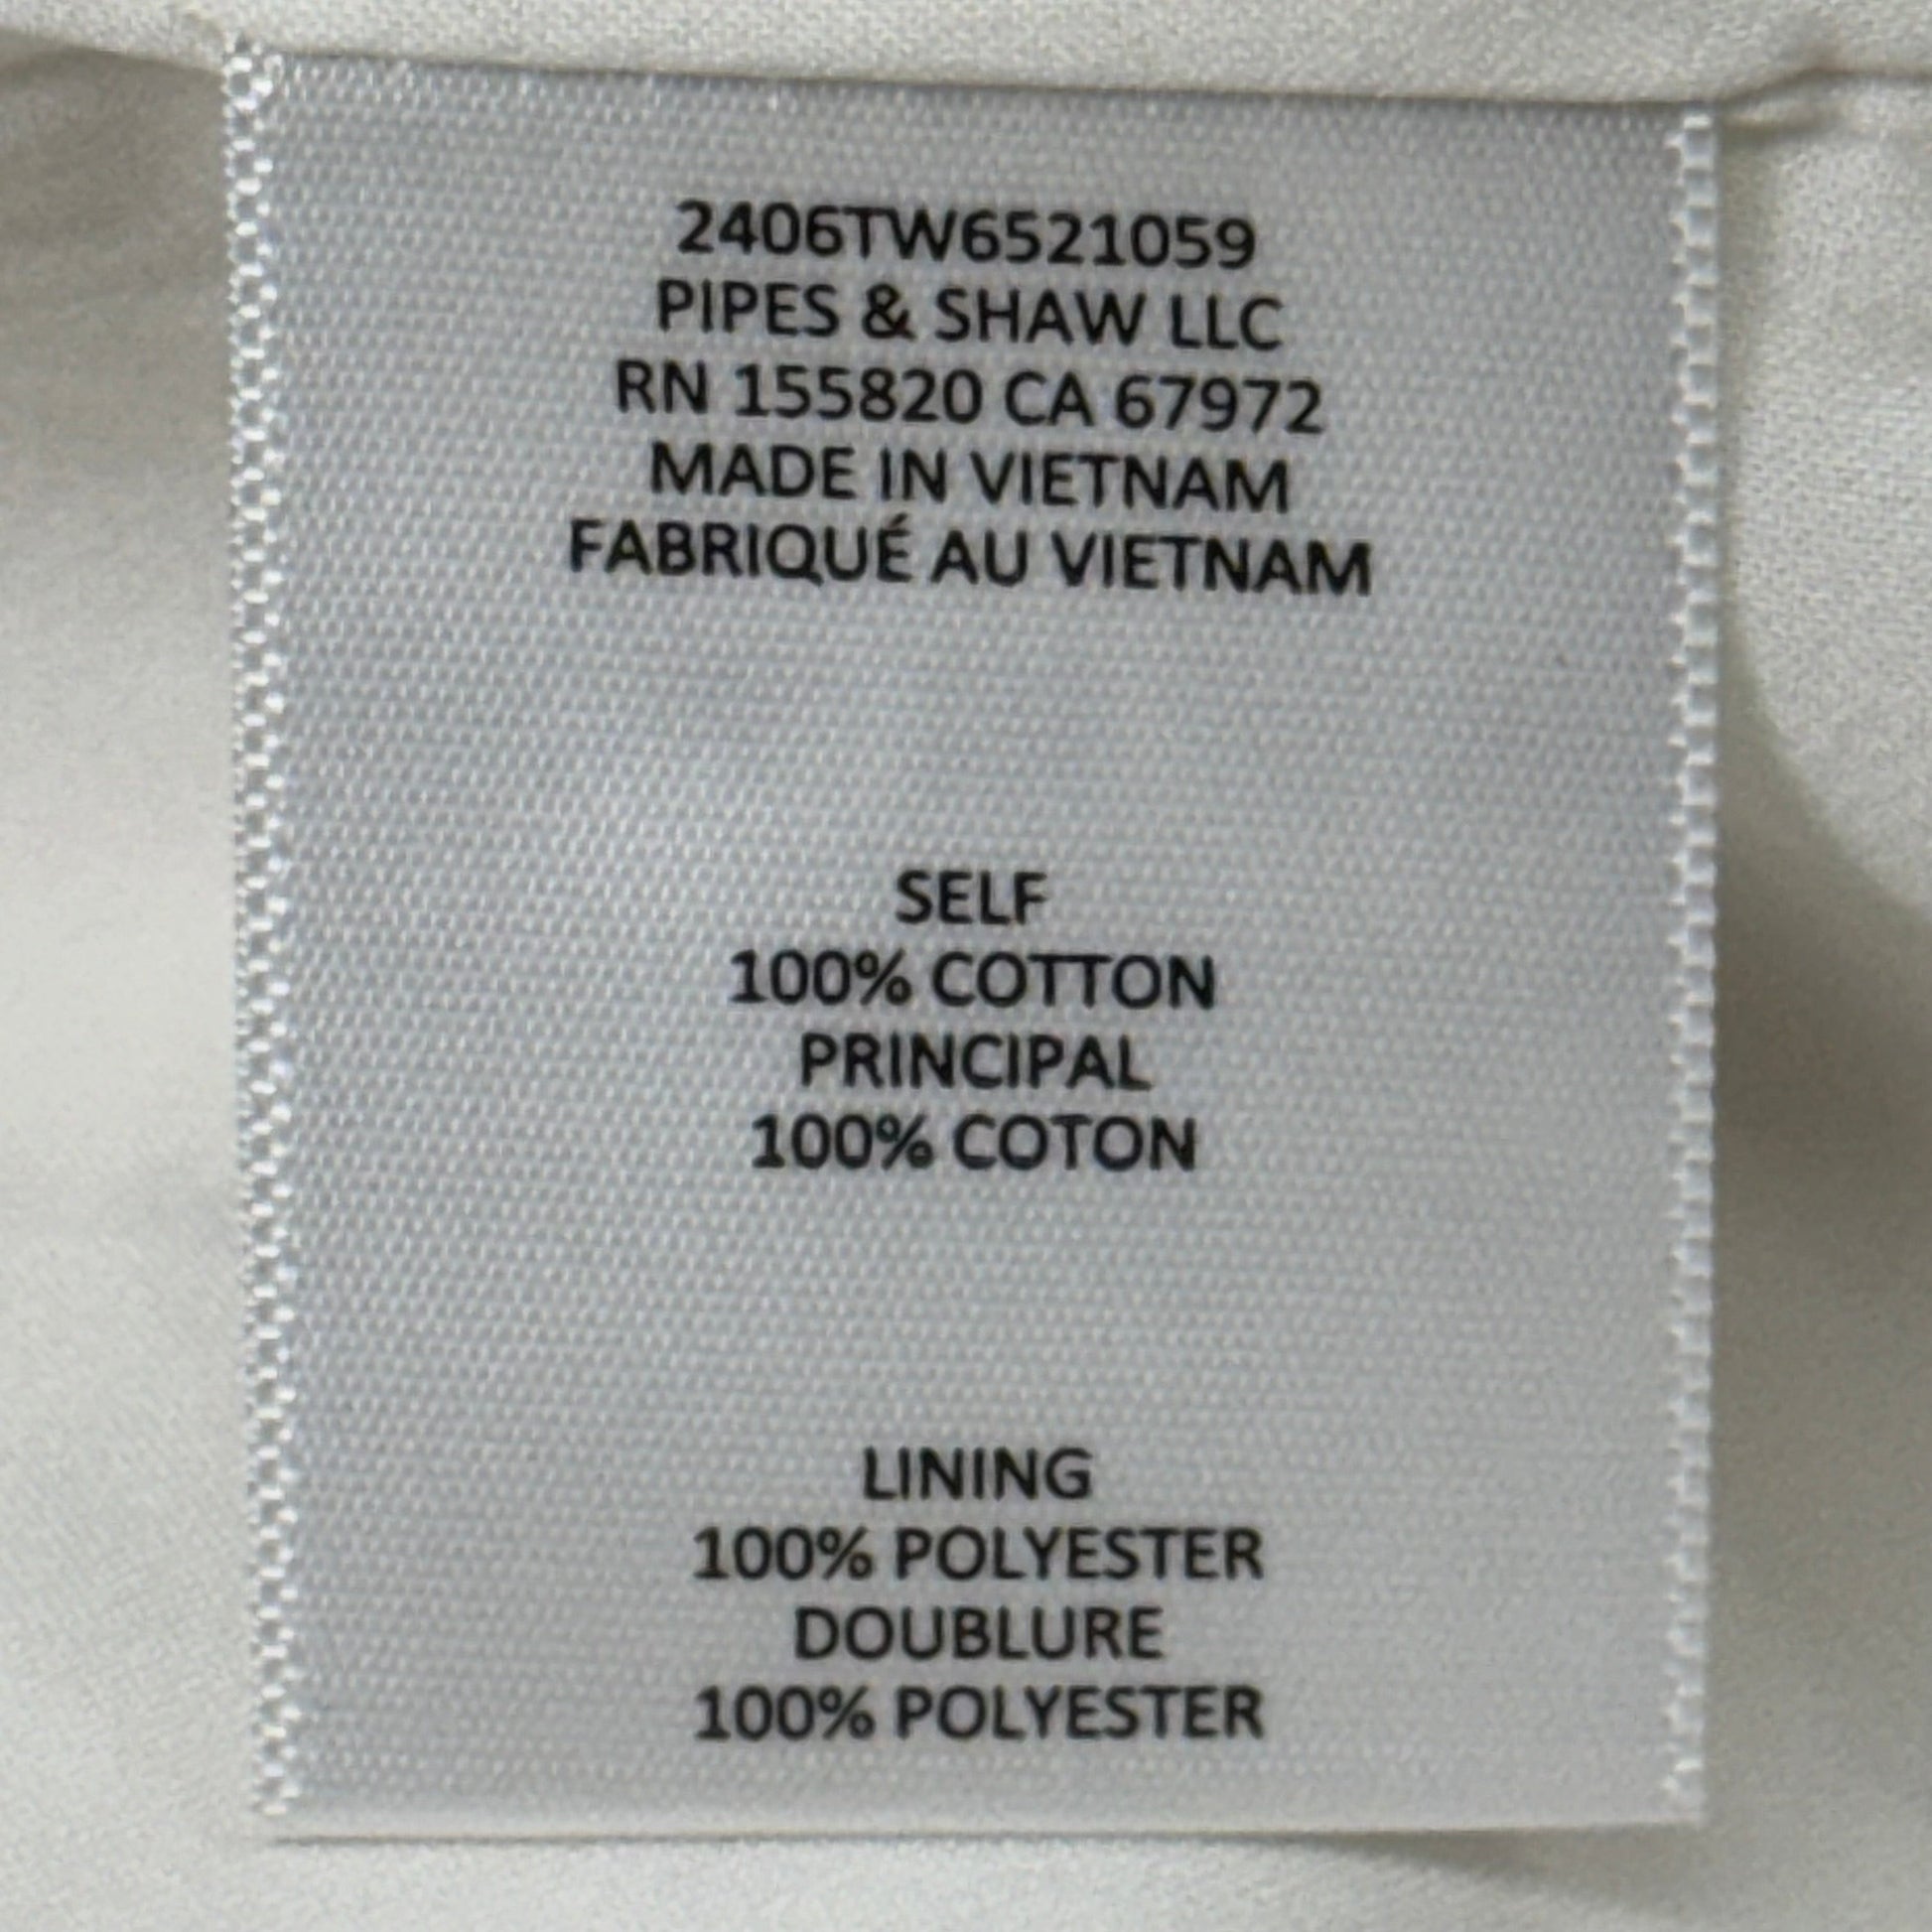 2406TW6521059
PIPES & SHAW LLC
RN 155820 CA 67972
MADE IN VIETNAM
FABRIQUÉ AU VIETNAM
SELF
100% COTTON
PRINCIPAL
100% COTON
LINING
100% POLYESTER
DOUBLURE
100% POLYESTER